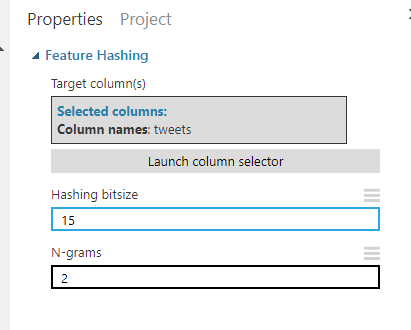 Properties Project
Feature Hashing
Target column(s)
Selected columns:
Column names: tweets
Launch column selector
Hashing bitsize
15
N-grams
2